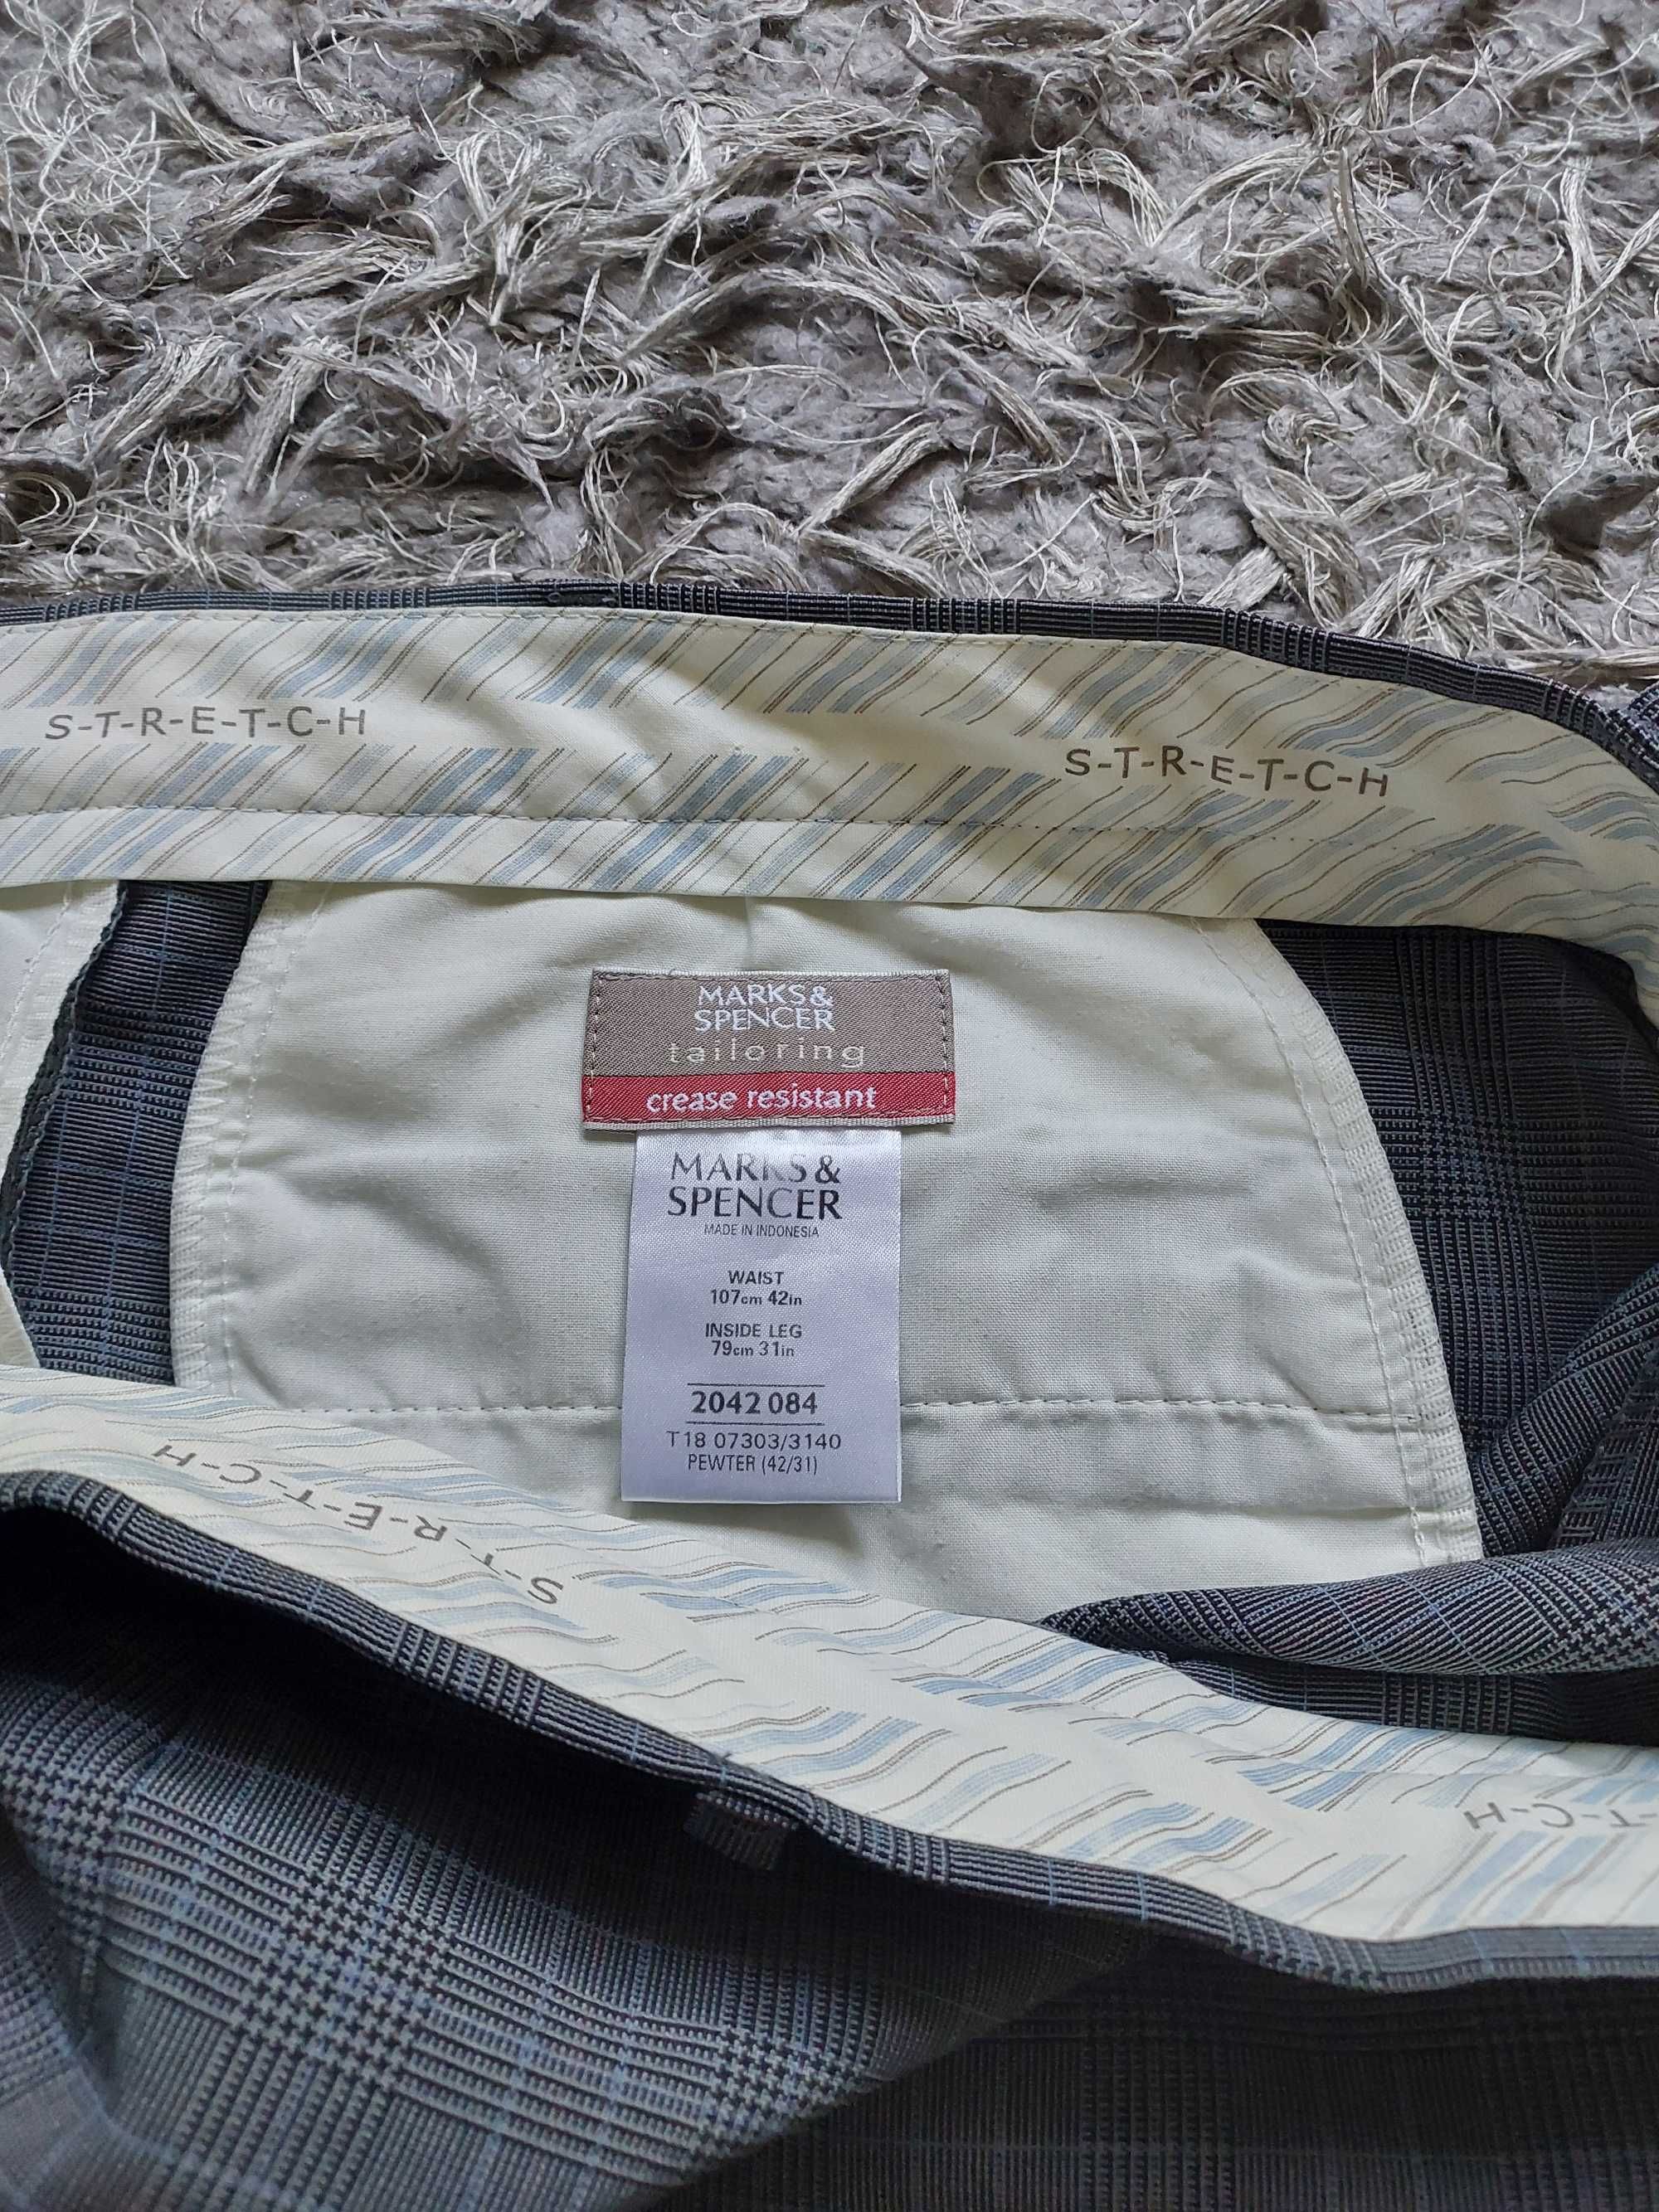 S-T-R-E-T-C-H
S-T-R-E-T-C-H
MARKS&
SPENCER
tailoring
crease resistant
MARKS&
SPENCER
MADE IN INDONESIA
WAIST
107cm 42in
INSIDE LEG
79cm 31in
2042 084
T18 07303/3140
PEWTER (42/31)
S-T-R-E-T-C-H
-T-C-H